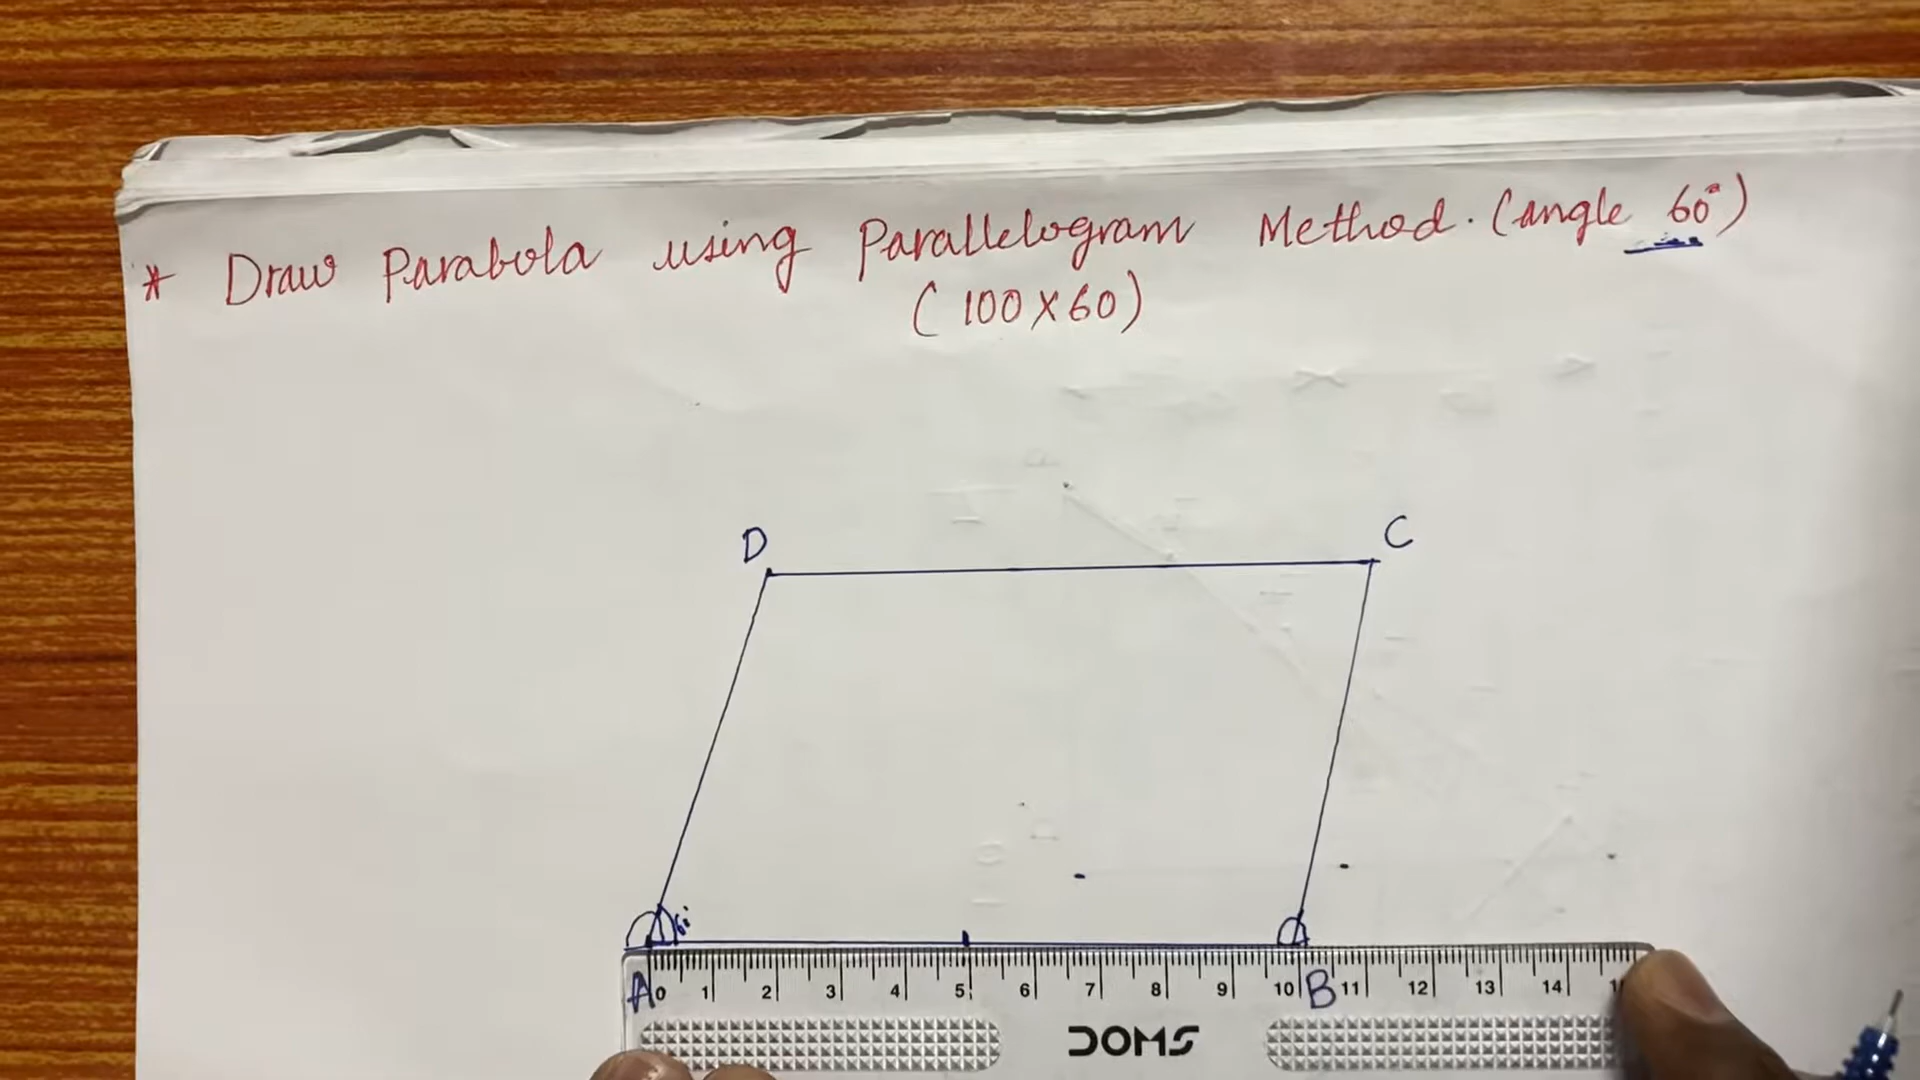 * Draw Parabola using Parallelogram Method. (angle 60°)
(100 X 60)
D
C
60°
A
B
0 1 2 3 4 5 6 7 8 9 10 11 12 13 14
DOMS